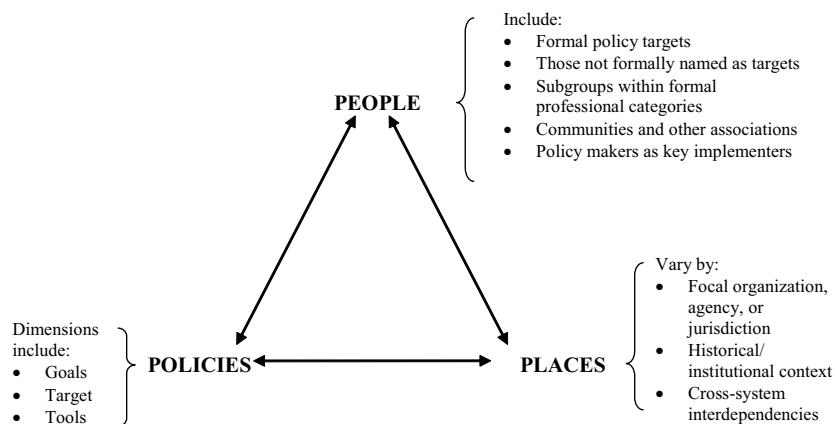 Include:
• Formal policy targets
• Those not formally named as targets
• Subgroups within formal
professional categories
• Communities and other associations
• Policy makers as key implementers
PEOPLE
Vary by:
• Focal organization,
agency, or
jurisdiction
• Historical/
institutional context
• Cross-system
interdependencies
Dimensions
include:
• Goals
• Target
• Tools
POLICIES
PLACES